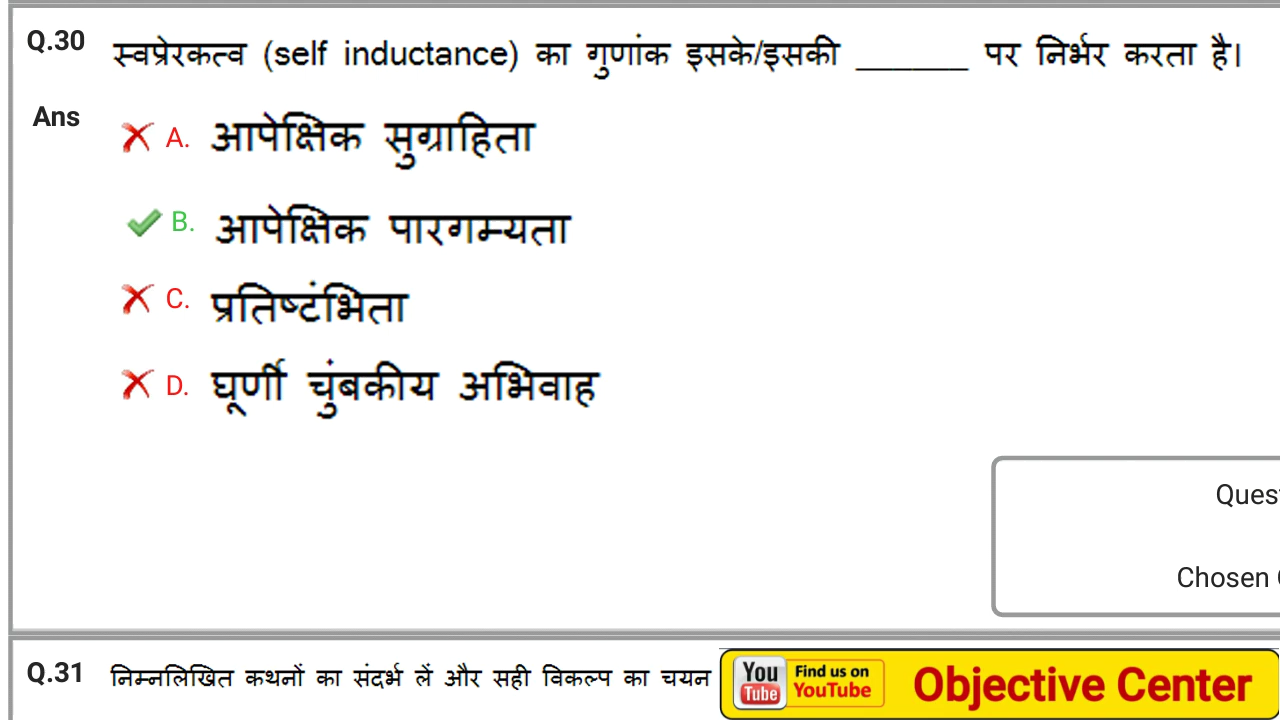 Q.30 स्वप्रेरकत्व (self inductance) का गुणांक इसके/इसकी ______ पर निर्भर करता है।
Ans
A. आपेक्षिक सुग्राहिता
B. आपेक्षिक पारगम्यता
C. प्रतिष्टंभिता
D. घूर्णी चुंबकीय अभिवाह
Ques
Chosen
Q.31 निम्नलिखित कथनों का संदर्भ लें और सही विकल्प का चयन
You Tube Find us on YouTube Objective Center